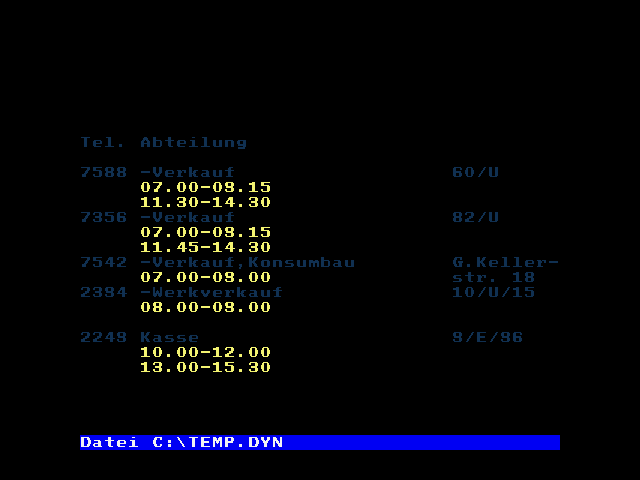 Tel. Abteilung
7588 -Verkauf 60/U
07.00-08.15
11.30-14.30
7356 -Verkauf 82/U
07.00-08.15
11.45-14.30
7542 -Verkauf,Konsumbau G.Keller-
07.00-08.00 str. 18
2384 -Werkverkauf 10/U/15
08.00-08.00
2248 Kasse 9/E/96
10.00-12.00
13.00-15.30
Datei C:\TEMP.DYN